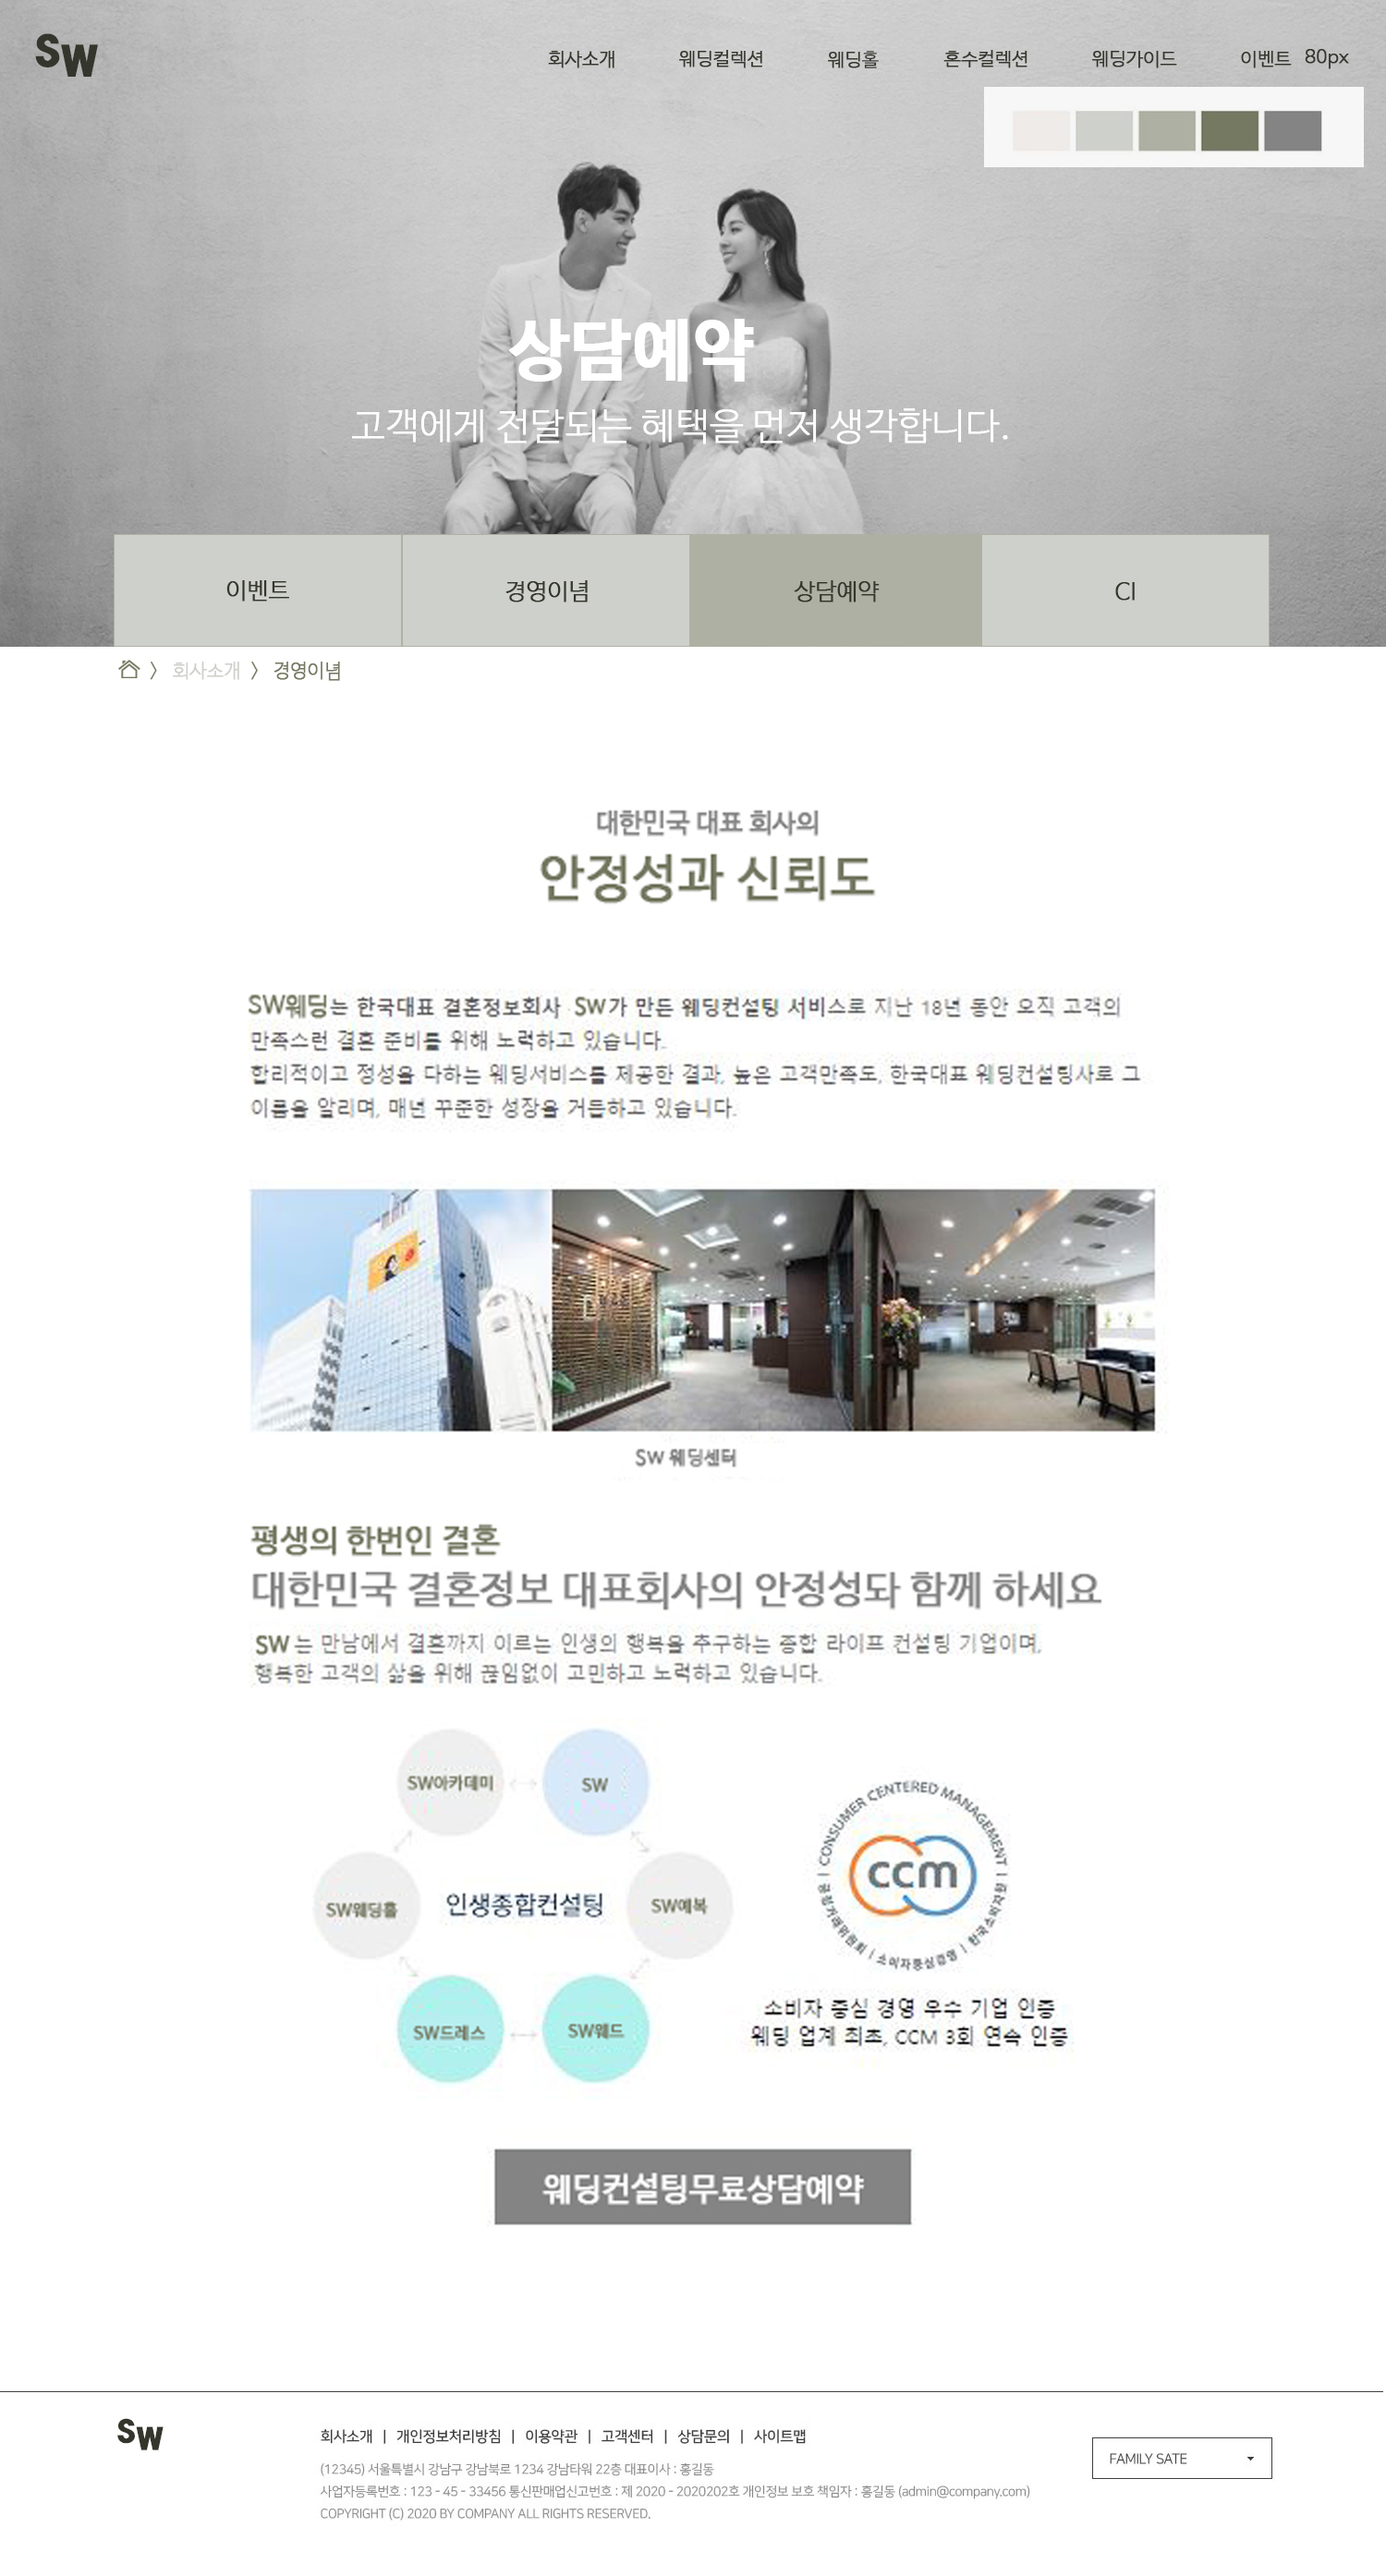 SW
회사소개 웨딩컬렉션 웨딩홀 혼수컬렉션 웨딩가이드 이벤트 80px
상담예약
고객에게 전달되는 혜택을 먼저 생각합니다.
이벤트 경영이념 상담예약 CI
〉 회사소개 〉 경영이념
대한민국 대표 회사의
안정성과 신뢰도
SW웨딩는 한국대표 결혼정보회사 SW가 만든 웨딩컨설팅 서비스로 지난 18년 동안 오직 고객의
만족스런 결혼 준비를 위해 노력하고 있습니다.
합리적이고 정성을 다하는 웨딩서비스를 제공한 결과, 높은 고객만족도, 한국대표 웨딩컨설팅사로 그
이름을 알리며, 매년 꾸준한 성장을 거듭하고 있습니다.
SW 웨딩센터
평생의 한번인 결혼
대한민국 결혼정보 대표회사의 안정성돠 함께 하세요
SW 는 만남에서 결혼까지 이르는 인생의 행복을 추구하는 종합 라이프 컨설팅 기업이며,
행복한 고객의 삶을 위해 끊임없이 고민하고 노력하고 있습니다.
SW아카데미 SW
SW웨딩홀 인생종합컨설팅 SW예복
SW드레스 SW웨드
CONSUMER CENTERED MANAGEMENT
ccm
공정거래위원회 | 소비자중심경영 | 한국소비자원
소비자 중심 경영 우수 기업 인증
웨딩 업계 최초, CCM 3회 연속 인증
웨딩컨설팅무료상담예약
SW
회사소개 | 개인정보처리방침 | 이용약관 | 고객센터 | 상담문의 | 사이트맵
(12345) 서울특별시 강남구 강남북로 1234 강남타워 22층 대표이사 : 홍길동
사업자등록번호 : 123 - 45 - 33456 통신판매업신고번호 : 제 2020 - 2020202호 개인정보 보호 책임자 : 홍길동 (admin@company.com)
COPYRIGHT (C) 2020 BY COMPANY ALL RIGHTS RESERVED.
FAMILY SATE